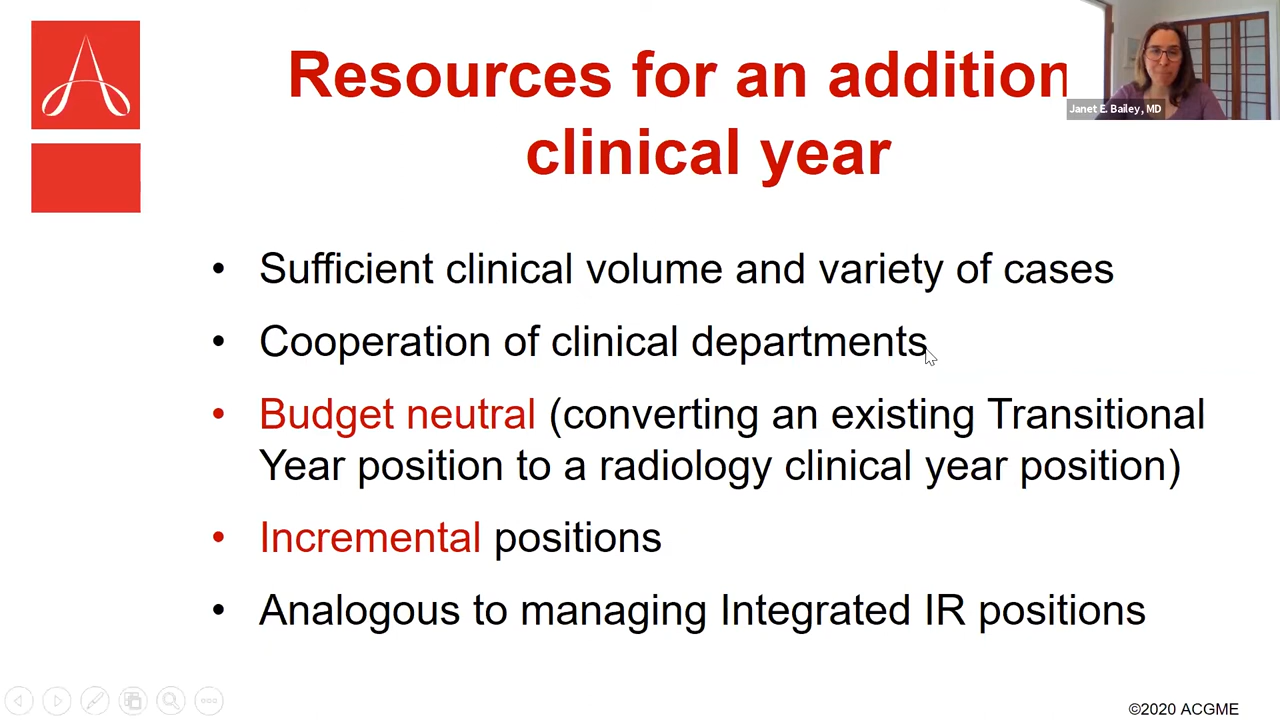 Resources for an addition
clinical year
Janet E. Bailey, MD
• Sufficient clinical volume and variety of cases
• Cooperation of clinical departments
• Budget neutral (converting an existing Transitional
Year position to a radiology clinical year position)
• Incremental positions
• Analogous to managing Integrated IR positions
©2020 ACGME